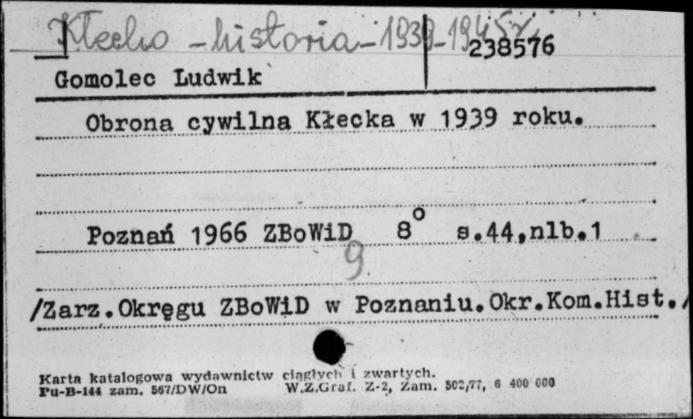 Kłecko - historia - 1939-1945 r.
238576
Gomolec Ludwik
Obrona cywilna Kłecka w 1939 roku.
Poznań 1966 ZBoWiD 8° s.44,nlb.1
9
/Zarz.Okręgu ZBoWiD w Poznaniu.Okr.Kom.Hist./
Karta katalogowa wydawnictw ciągłych i zwartych.
Pu-B-144 zam. 567/DW/On W.Z.Graf. Z-2, Zam. 502/77, 6 400 000